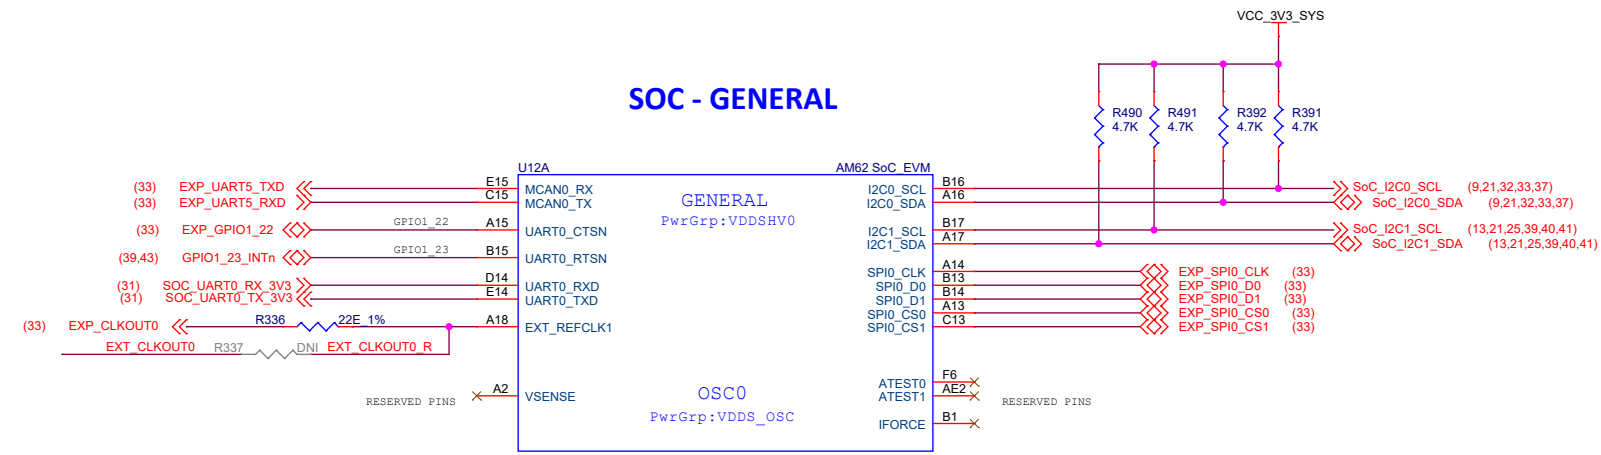 VCC_3V3_SYS
SOC - GENERAL
R490 4.7K
R491 4.7K
R392 4.7K
R391 4.7K
U12A
AM62 SoC_EVM
GENERAL
PwrGrp:VDDSHV0
(33) EXP_UART5_TXD E15 MCAN0_RX
(33) EXP_UART5_RXD C15 MCAN0_TX
(33) EXP_GPIO1_22 GPIO1_22 A15 UART0_CTSN
(39,43) GPIO1_23_INTn GPIO1_23 B15 UART0_RTSN
(31) SOC_UART0_RX_3V3 D14 UART0_RXD
(31) SOC_UART0_TX_3V3 E14 UART0_TXD
(33) EXP_CLKOUT0 R336 22E_1% A18 EXT_REFCLK1
EXT_CLKOUT0 R337 DNI EXT_CLKOUT0_R
RESERVED PINS A2 VSENSE
OSC0
PwrGrp:VDDS_OSC
I2C0_SCL B16 SoC_I2C0_SCL (9,21,32,33,37)
I2C0_SDA A16 SoC_I2C0_SDA (9,21,32,33,37)
I2C1_SCL B17 SoC_I2C1_SCL (13,21,25,39,40,41)
I2C1_SDA A17 SoC_I2C1_SDA (13,21,25,39,40,41)
SPI0_CLK A14 EXP_SPI0_CLK (33)
SPI0_D0 B13 EXP_SPI0_D0 (33)
SPI0_D1 B14 EXP_SPI0_D1 (33)
SPI0_CS0 A13 EXP_SPI0_CS0 (33)
SPI0_CS1 C13 EXP_SPI0_CS1 (33)
ATEST0 F6
ATEST1 AE2 RESERVED PINS
IFORCE B1